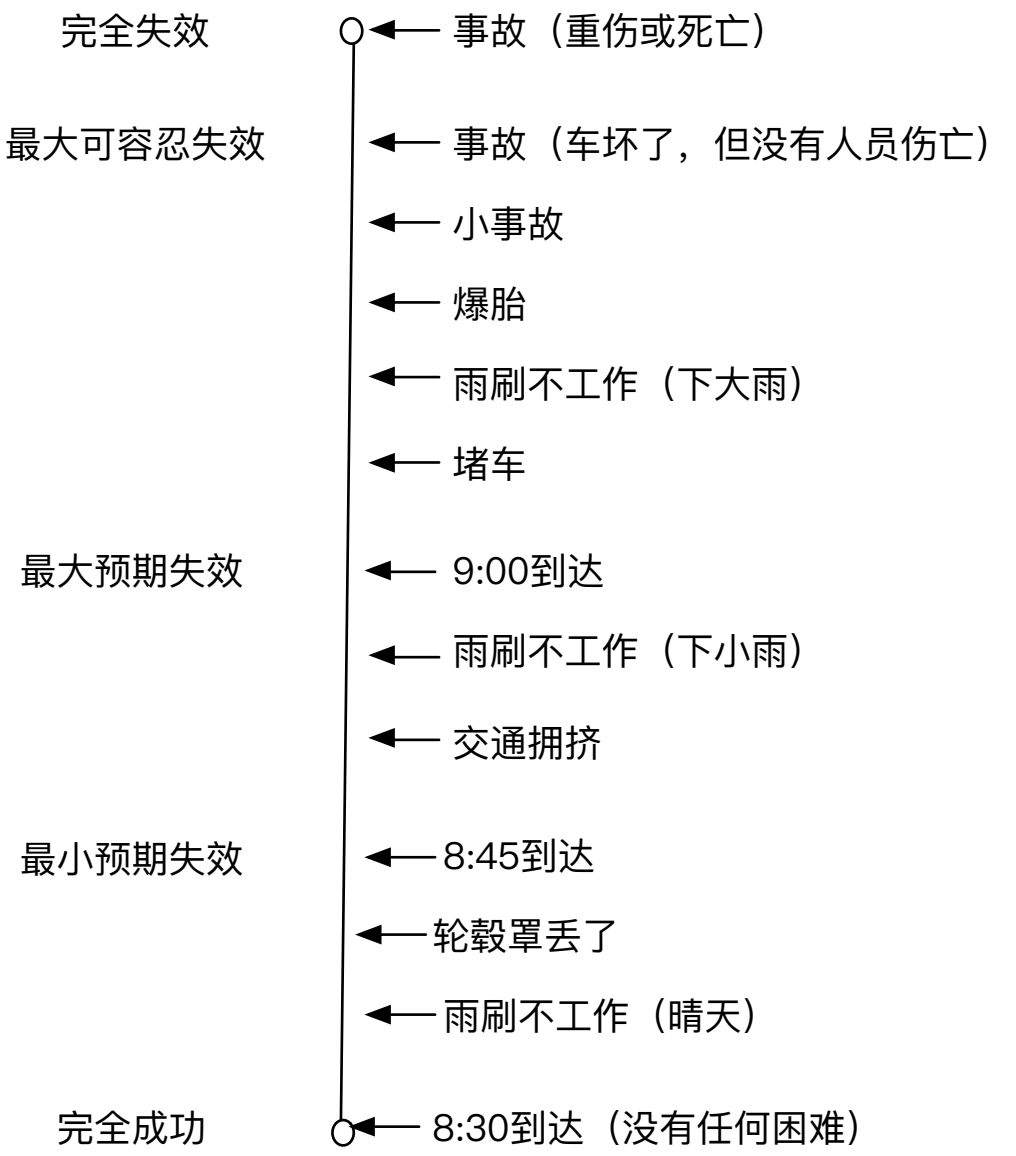 完全失效
事故（重伤或死亡）
最大可容忍失效
事故（车坏了，但没有人员伤亡）
小事故
爆胎
雨刷不工作（下大雨）
堵车
最大预期失效
9:00到达
雨刷不工作（下小雨）
交通拥挤
最小预期失效
8:45到达
轮毂罩丢了
雨刷不工作（晴天）
完全成功
8:30到达（没有任何困难）